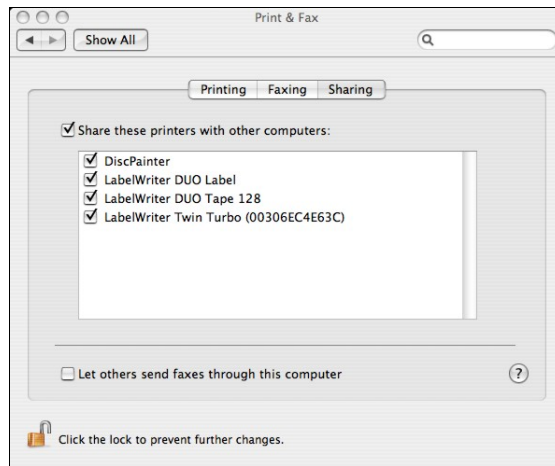 Print & Fax
Show All
Printing Faxing Sharing
Share these printers with other computers:
DiscPainter
LabelWriter DUO Label
LabelWriter DUO Tape 128
LabelWriter Twin Turbo (00306EC4E63C)
Let others send faxes through this computer
?
Click the lock to prevent further changes.